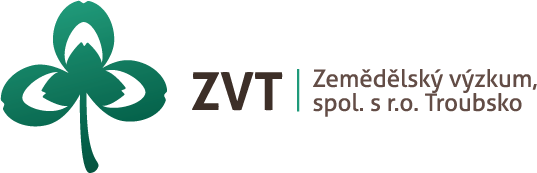 ZVT
Zemědělský výzkum,
spol. s r.o. Troubsko